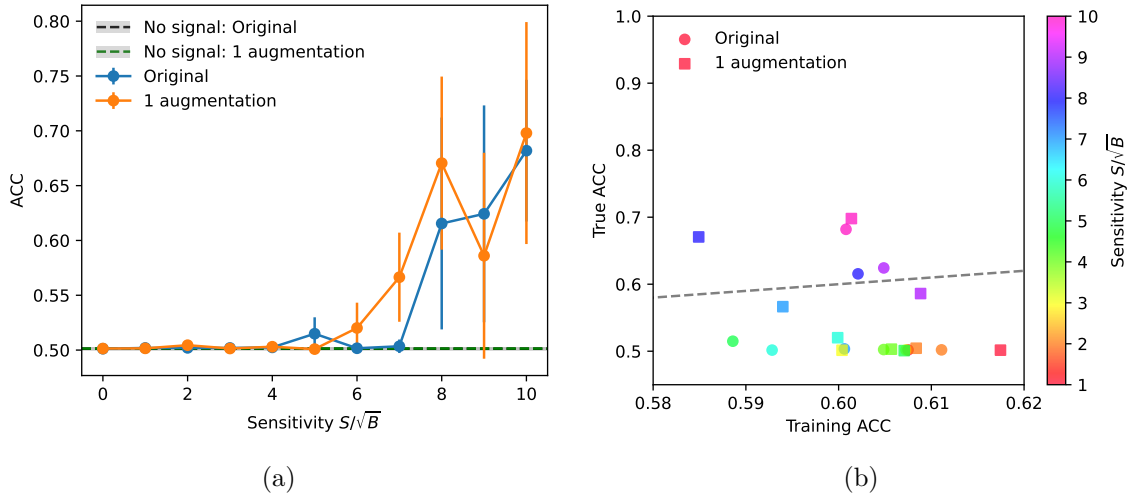 No signal: Original
No signal: 1 augmentation
Original
1 augmentation
0.80
0.75
0.70
0.65
0.60
0.55
0.50
ACC
0
2
4
6
8
10
Sensitivity S/√B
(a)
Original
1 augmentation
1.0
0.9
0.8
0.7
0.6
0.5
True ACC
0.58
0.59
0.60
0.61
0.62
Training ACC
10
9
8
7
6
5
4
3
2
1
Sensitivity S/√B
(b)